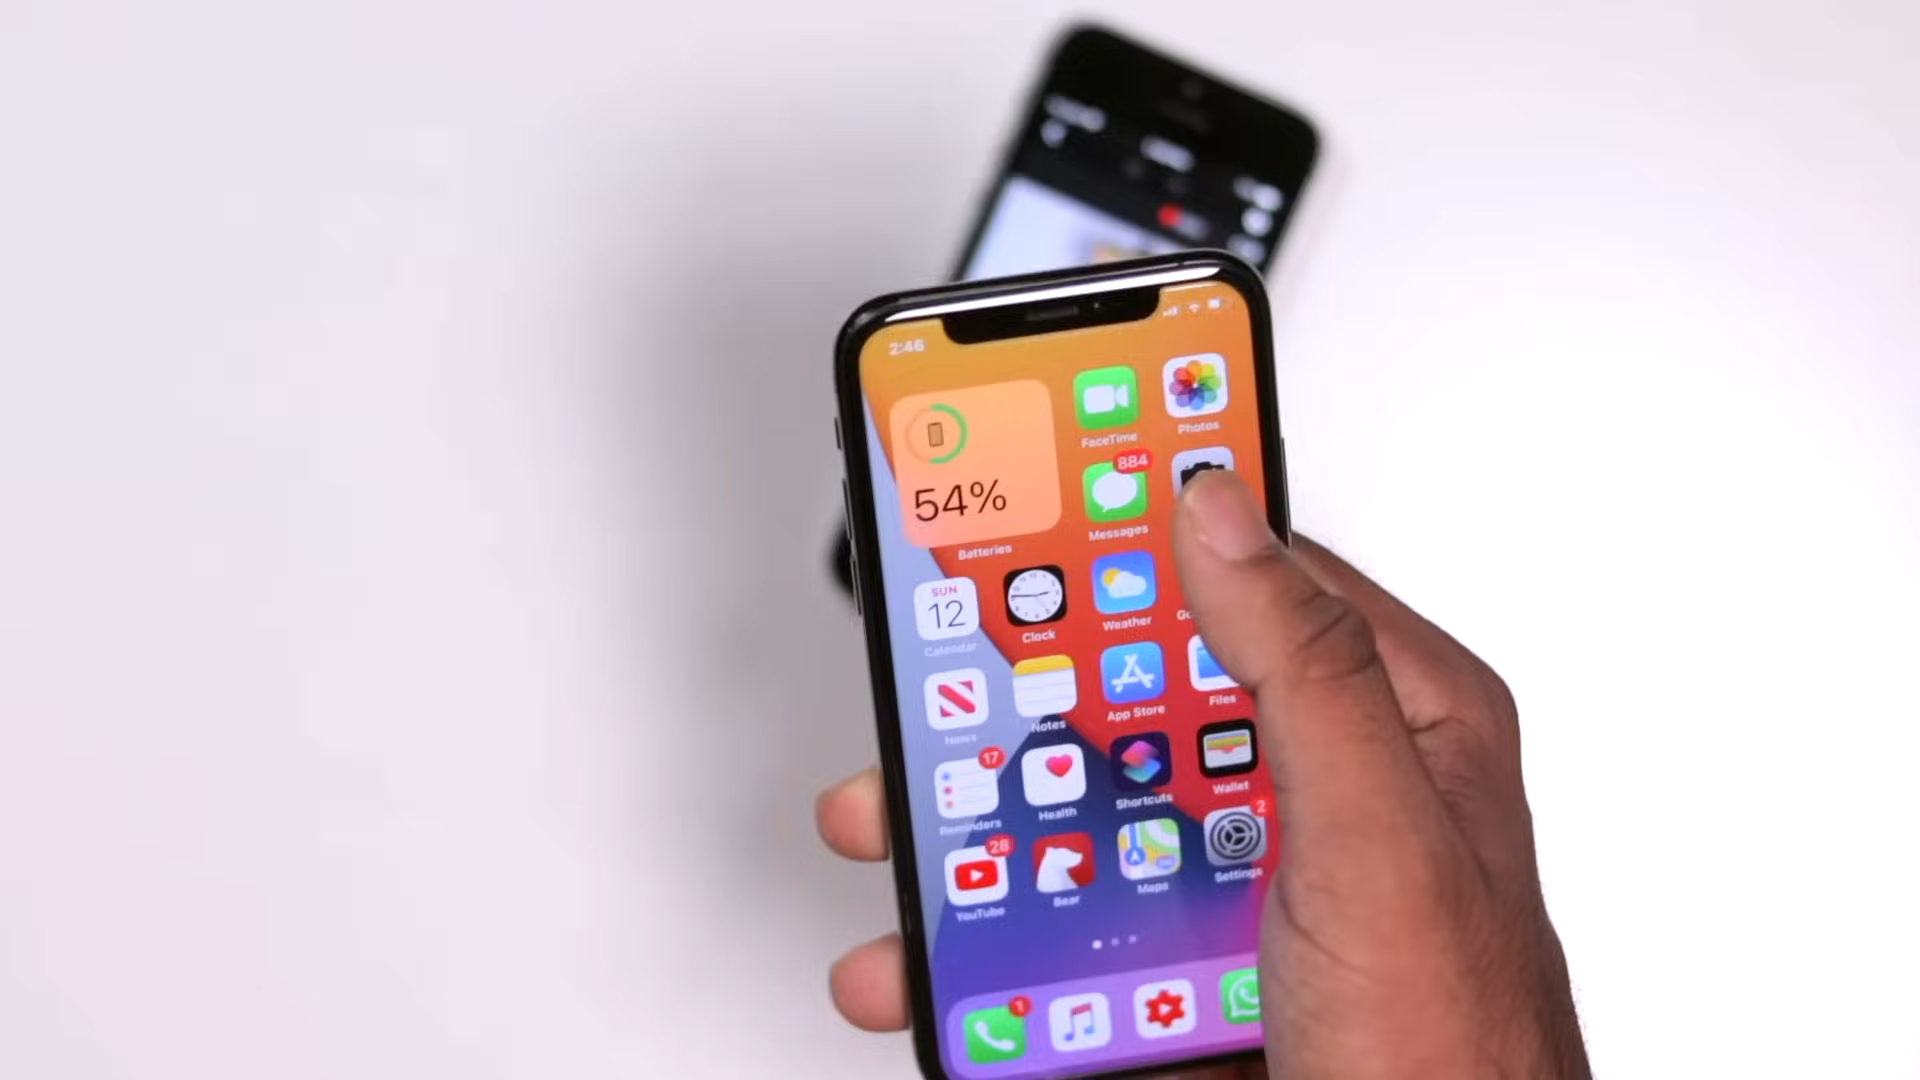 2:46
FaceTime
Photos
54%
884
Batteries
Messages
SUN
12
Calendar
Clock
Weather
News
Notes
App Store
Files
17
Reminders
Health
Shortcuts
Wallet
2
28
YouTube
Bear
Maps
Settings
1